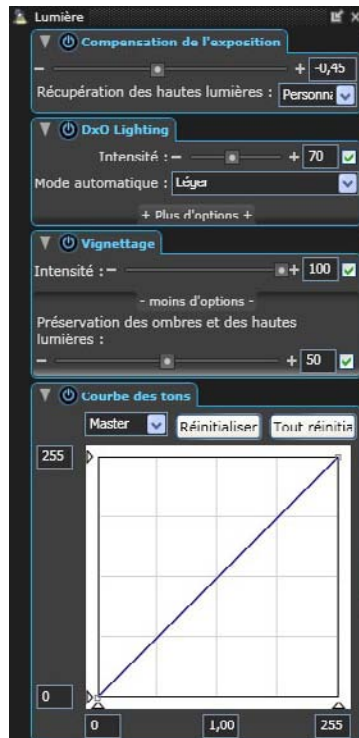 Lumière
Compensation de l'exposition
- + -0,45
Récupération des hautes lumières : Personna
DxO Lighting
Intensité : - + 70
Mode automatique : Léger
+ Plus d'options +
Vignettage
Intensité : - + 100
- moins d'options -
Préservation des ombres et des hautes
lumières :
- + 50
Courbe des tons
Master Réinitialiser Tout réinitia
255
0
0 1,00 255